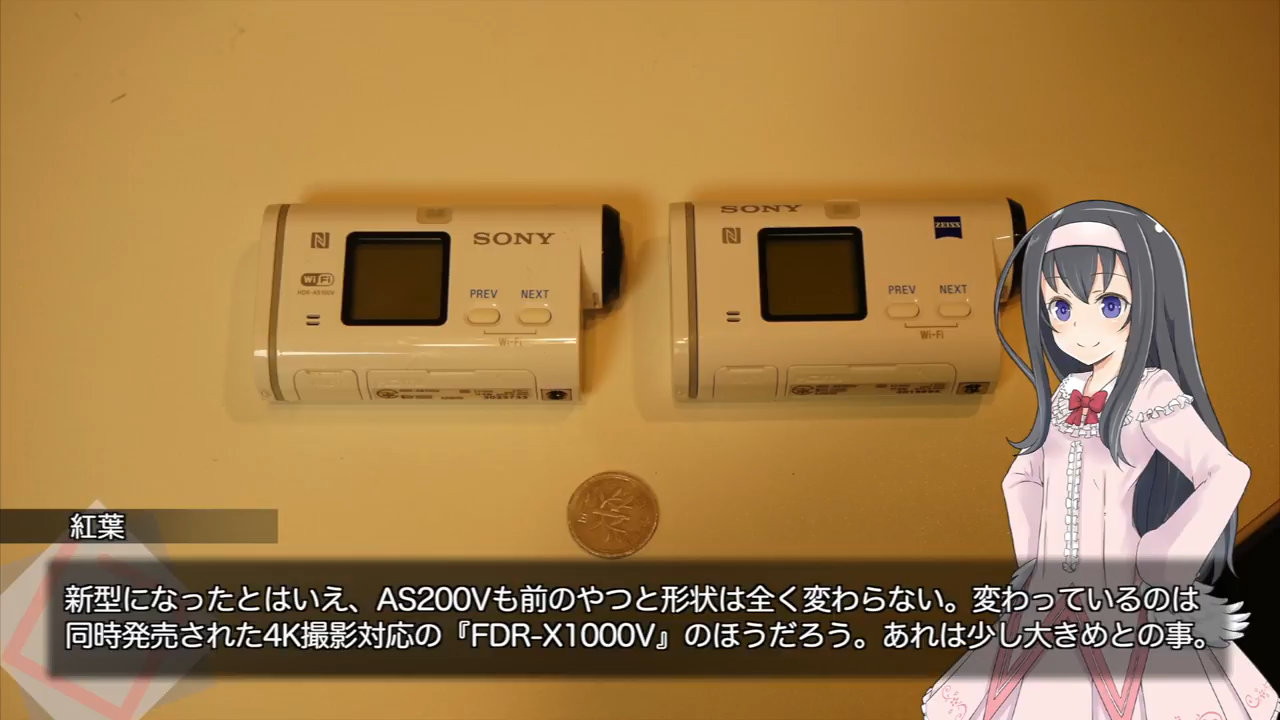 SONY
WiFi
HDR-AS100V
PREV NEXT
Wi-Fi
SONY
ZEISS
PREV NEXT
Wi-Fi
紅葉
新型になったとはいえ、AS200Vも前のやつと形状は全く変わらない。変わっているのは
同時発売された4K撮影対応の『FDR-X1000V』のほうだろう。あれは少し大きめとの事。